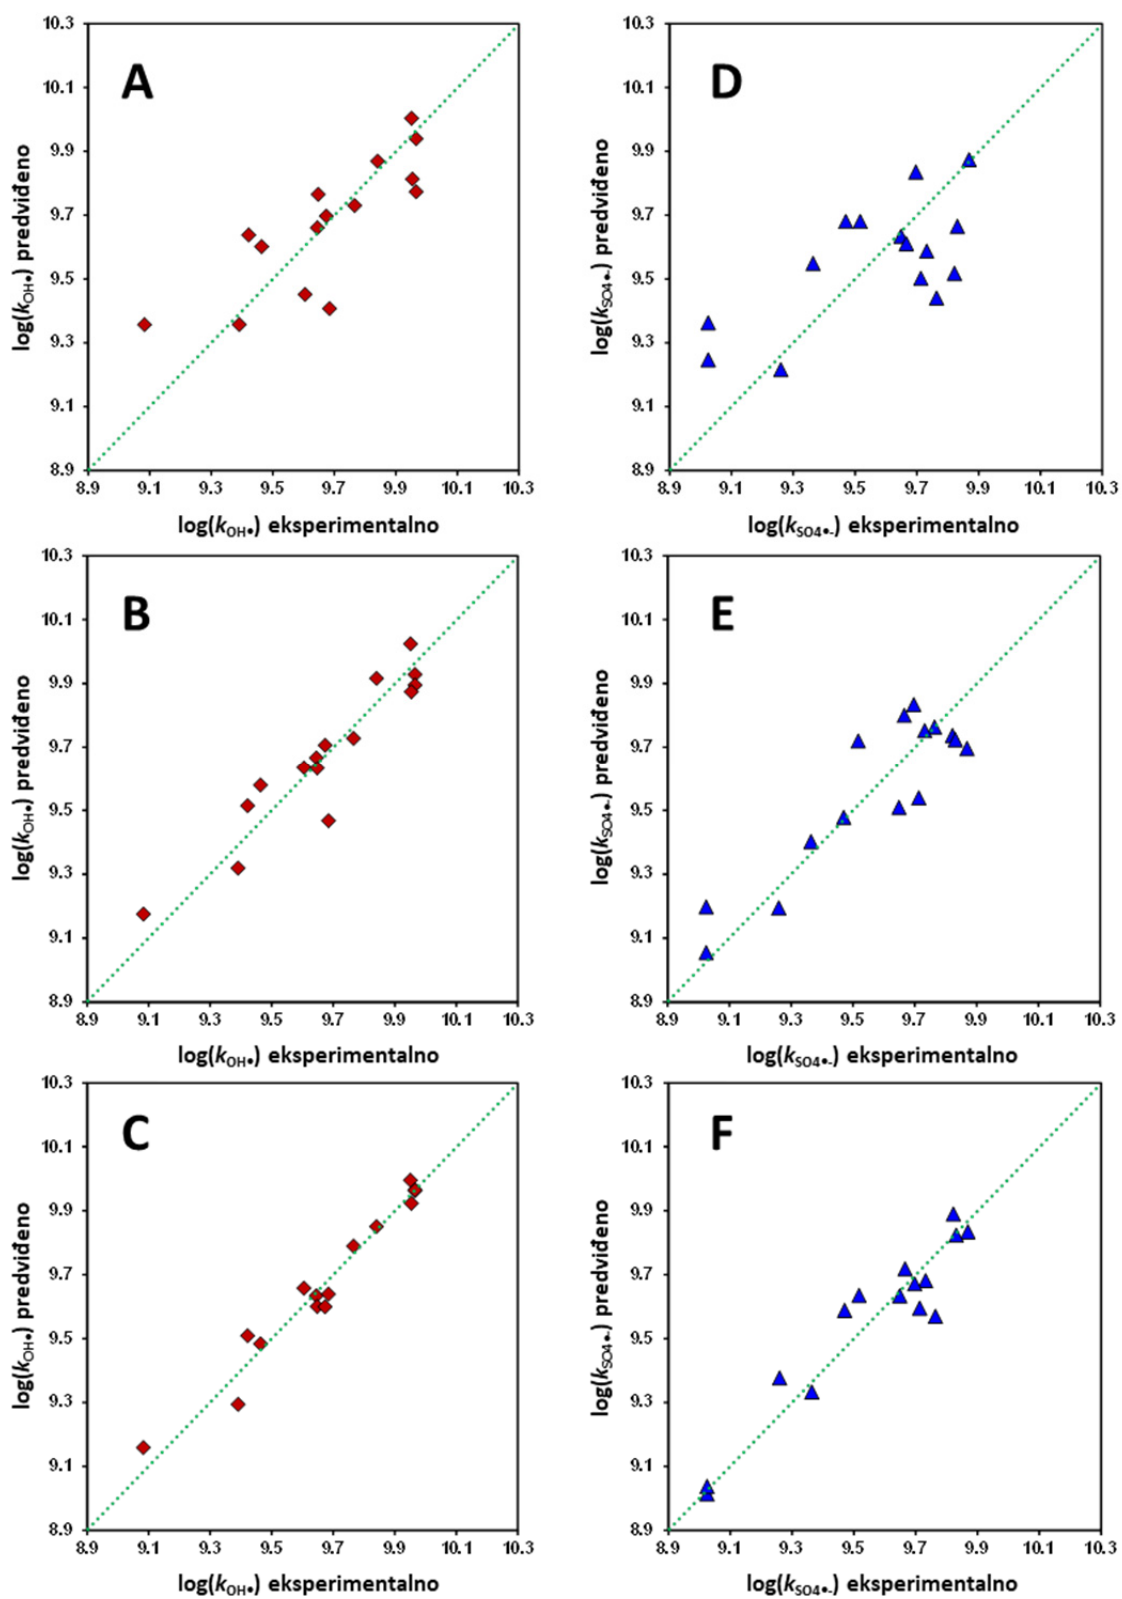 A
10.3
10.1
9.9
9.7
9.5
9.3
9.1
8.9
log(kOH•) predviđeno
8.9 9.1 9.3 9.5 9.7 9.9 10.1 10.3
log(kOH•) eksperimentalno
D
10.3
10.1
9.9
9.7
9.5
9.3
9.1
8.9
log(kSO4•-) predviđeno
8.9 9.1 9.3 9.5 9.7 9.9 10.1 10.3
log(kSO4•-) eksperimentalno
B
10.3
10.1
9.9
9.7
9.5
9.3
9.1
8.9
log(kOH•) predviđeno
8.9 9.1 9.3 9.5 9.7 9.9 10.1 10.3
log(kOH•) eksperimentalno
E
10.3
10.1
9.9
9.7
9.5
9.3
9.1
8.9
log(kSO4•-) predviđeno
8.9 9.1 9.3 9.5 9.7 9.9 10.1 10.3
log(kSO4•-) eksperimentalno
C
10.3
10.1
9.9
9.7
9.5
9.3
9.1
8.9
log(kOH•) predviđeno
8.9 9.1 9.3 9.5 9.7 9.9 10.1 10.3
log(kOH•) eksperimentalno
F
10.3
10.1
9.9
9.7
9.5
9.3
9.1
8.9
log(kSO4•-) predviđeno
8.9 9.1 9.3 9.5 9.7 9.9 10.1 10.3
log(kSO4•-) eksperimentalno